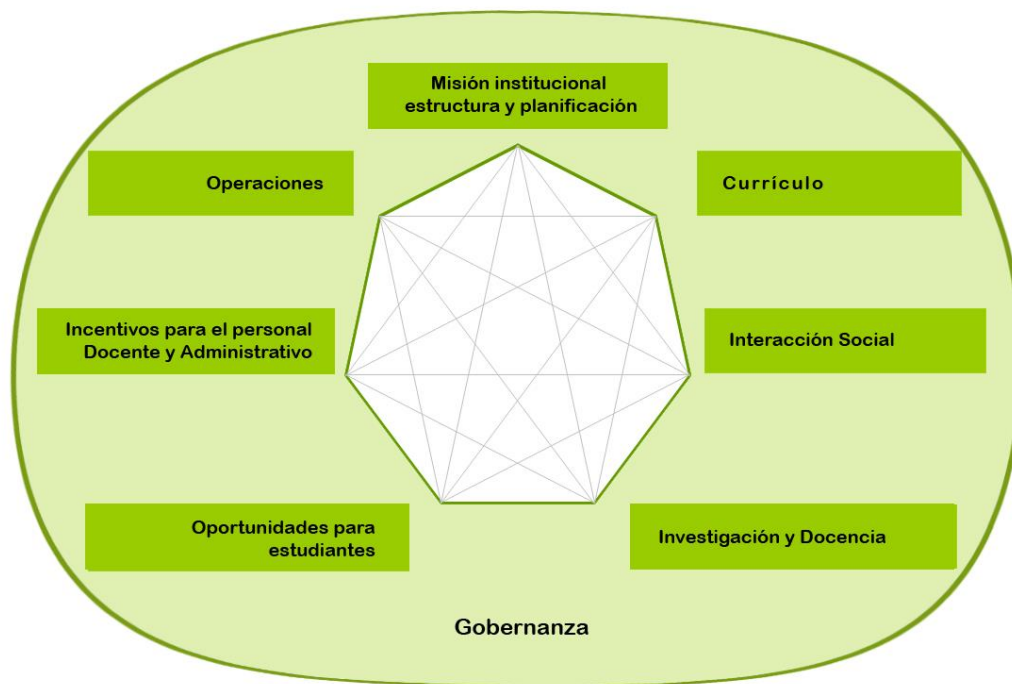 Misión institucional
estructura y planificación
Operaciones
Currículo
Incentivos para el personal
Docente y Administrativo
Interacción Social
Oportunidades para
estudiantes
Investigación y Docencia
Gobernanza